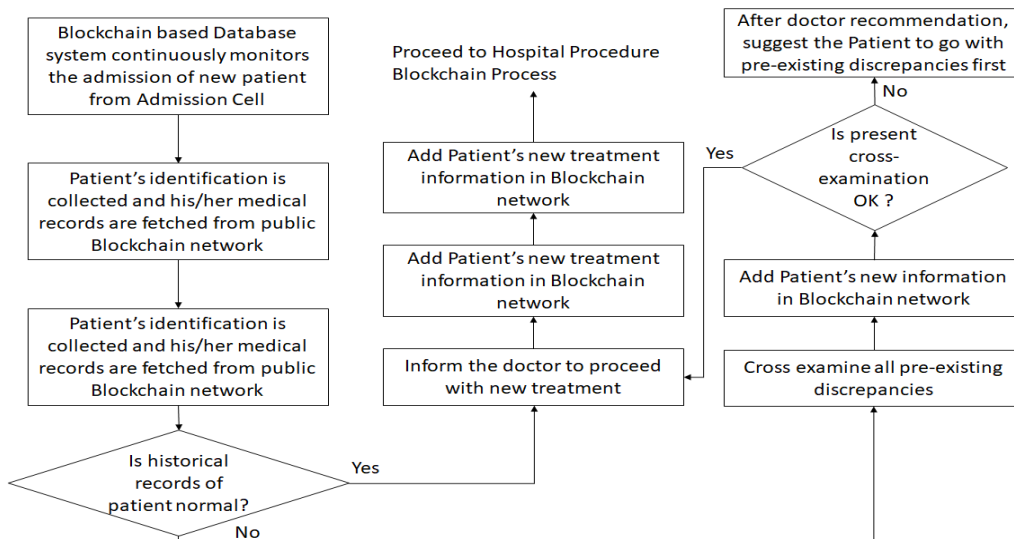 Blockchain based Database
system continuously monitors
the admission of new patient
from Admission Cell
Patient’s identification is
collected and his/her medical
records are fetched from public
Blockchain network
Patient’s identification is
collected and his/her medical
records are fetched from public
Blockchain network
Is historical
records of
patient normal?
Yes
No
Proceed to Hospital Procedure
Blockchain Process
Add Patient’s new treatment
information in Blockchain
network
Add Patient’s new treatment
information in Blockchain
network
Inform the doctor to proceed
with new treatment
After doctor recommendation,
suggest the Patient to go with
pre-existing discrepancies first
No
Yes
Is present
cross-
examination
OK ?
Add Patient’s new information
in Blockchain network
Cross examine all pre-existing
discrepancies